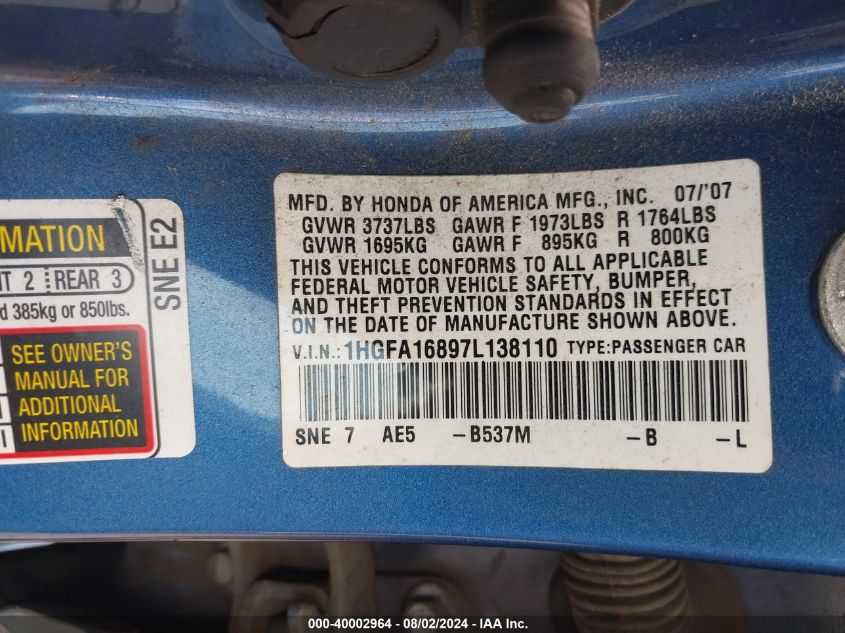 MATION
T 2 REAR 3
d 385kg or 850lbs.
SEE OWNER'S
MANUAL FOR
ADDITIONAL
INFORMATION
SNE E2
MFD. BY HONDA OF AMERICA MFG., INC. 07/'07
GVWR 3737LBS GAWR F 1973LBS R 1764LBS
GVWR 1695KG GAWR F 895KG R 800KG
THIS VEHICLE CONFORMS TO ALL APPLICABLE
FEDERAL MOTOR VEHICLE SAFETY, BUMPER,
AND THEFT PREVENTION STANDARDS IN EFFECT
ON THE DATE OF MANUFACTURE SHOWN ABOVE.
V.I.N.: 1HGFA16897L138110 TYPE:PASSENGER CAR
SNE 7 AE5 -B537M -B -L
000-40002964 - 08/02/2024 - IAA Inc.